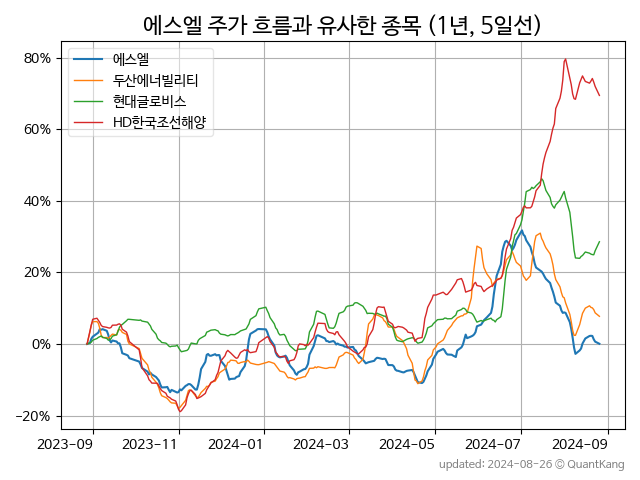 에스엘 주가 흐름과 유사한 종목 (1년, 5일선)
에스엘
두산에너빌리티
현대글로비스
HD한국조선해양
80%
60%
40%
20%
0%
−20%
2023-09 2023-11 2024-01 2024-03 2024-05 2024-07 2024-09
updated: 2024-08-26 © QuantKang